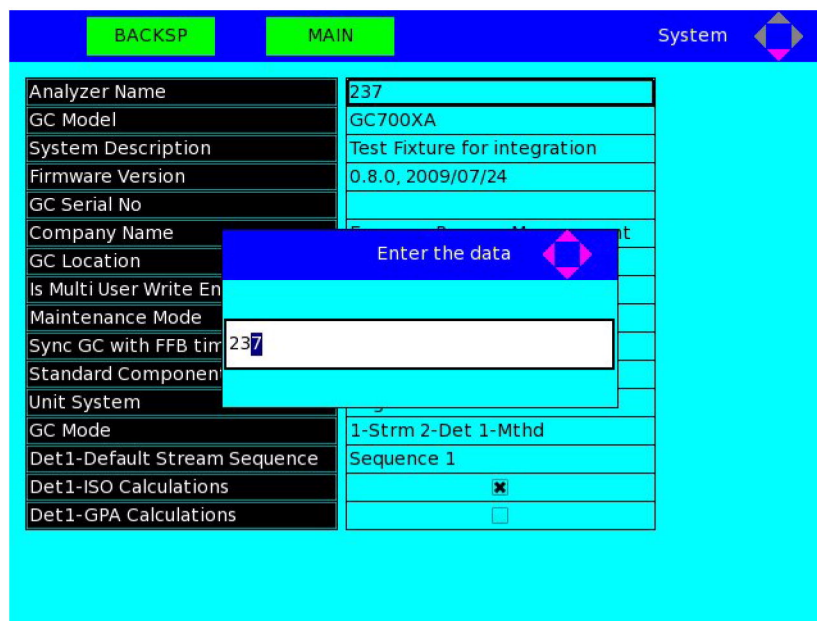 BACKSP MAIN System
Analyzer Name 237
GC Model GC700XA
System Description Test Fixture for integration
Firmware Version 0.8.0, 2009/07/24
GC Serial No
Company Name
GC Location Enter the data
Is Multi User Write En
Maintenance Mode
Sync GC with FFB tim 237
Standard Componen
Unit System
GC Mode 1-Strm 2-Det 1-Mthd
Det1-Default Stream Sequence Sequence 1
Det1-ISO Calculations
Det1-GPA Calculations